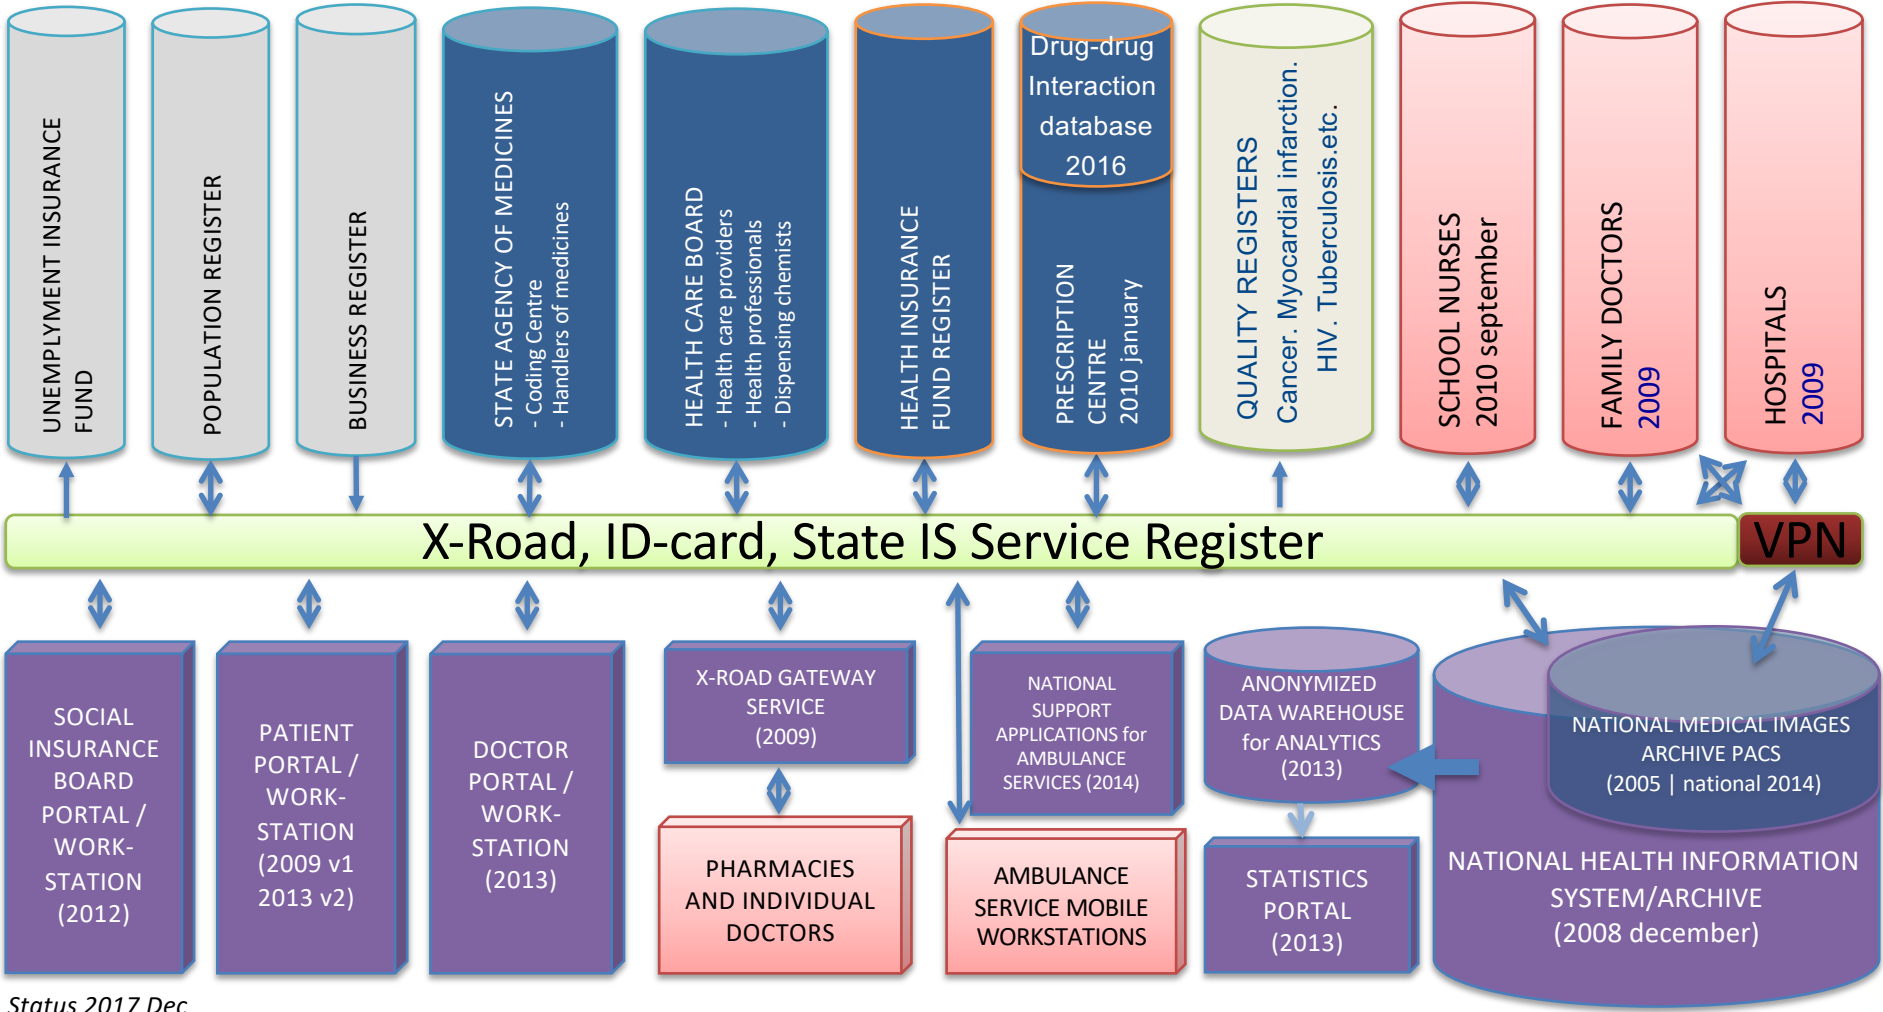 UNEMPLYMENT INSURANCE
FUND
POPULATION REGISTER
BUSINESS REGISTER
STATE AGENCY OF MEDICINES
- Coding Centre
- Handlers of medicines
HEALTH CARE BOARD
- Health care providers
- Health professionals
- Dispensing chemists
HEALTH INSURANCE
FUND REGISTER
Drug-drug
Interaction
database
2016
PRESCRIPTION
CENTRE
2010 january
QUALITY REGISTERS
Cancer. Myocardial infarction.
HIV. Tuberculosis.etc.
SCHOOL NURSES
2010 september
FAMILY DOCTORS
2009
HOSPITALS
2009
X-Road, ID-card, State IS Service Register
VPN
SOCIAL
INSURANCE
BOARD
PORTAL /
WORK-
STATION
(2012)
PATIENT
PORTAL /
WORK-
STATION
(2009 v1
2013 v2)
DOCTOR
PORTAL /
WORK-
STATION
(2013)
X-ROAD GATEWAY
SERVICE
(2009)
PHARMACIES
AND INDIVIDUAL
DOCTORS
NATIONAL
SUPPORT
APPLICATIONS for
AMBULANCE
SERVICES (2014)
AMBULANCE
SERVICE MOBILE
WORKSTATIONS
ANONYMIZED
DATA WAREHOUSE
for ANALYTICS
(2013)
STATISTICS
PORTAL
(2013)
NATIONAL MEDICAL IMAGES
ARCHIVE PACS
(2005 | national 2014)
NATIONAL HEALTH INFORMATION
SYSTEM/ARCHIVE
(2008 december)
Status 2017 Dec